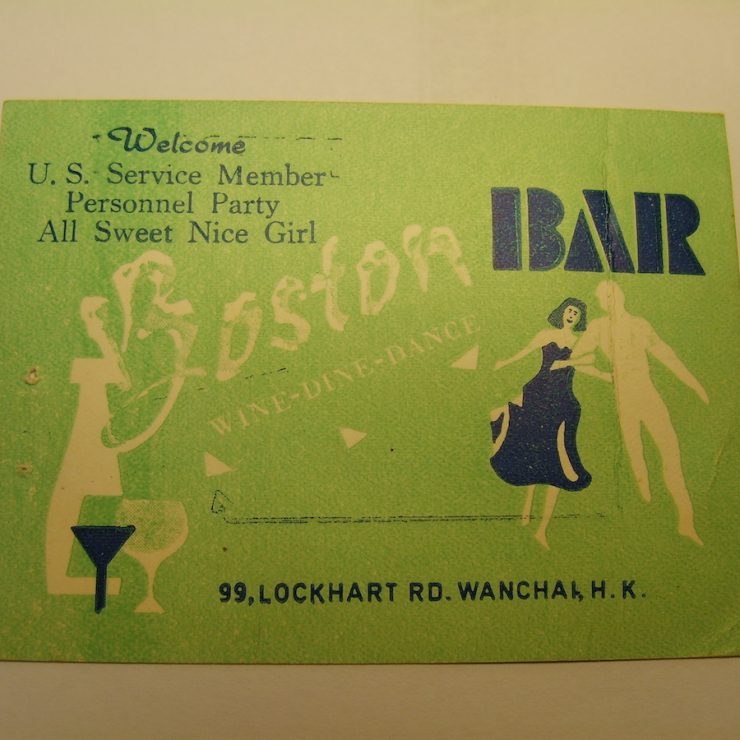 Welcome
U. S. Service Member
Personnel Party
All Sweet Nice Girl
BAR
Boston
WINE-DINE-DANCE
99, LOCKHART RD. WANCHAI, H. K.